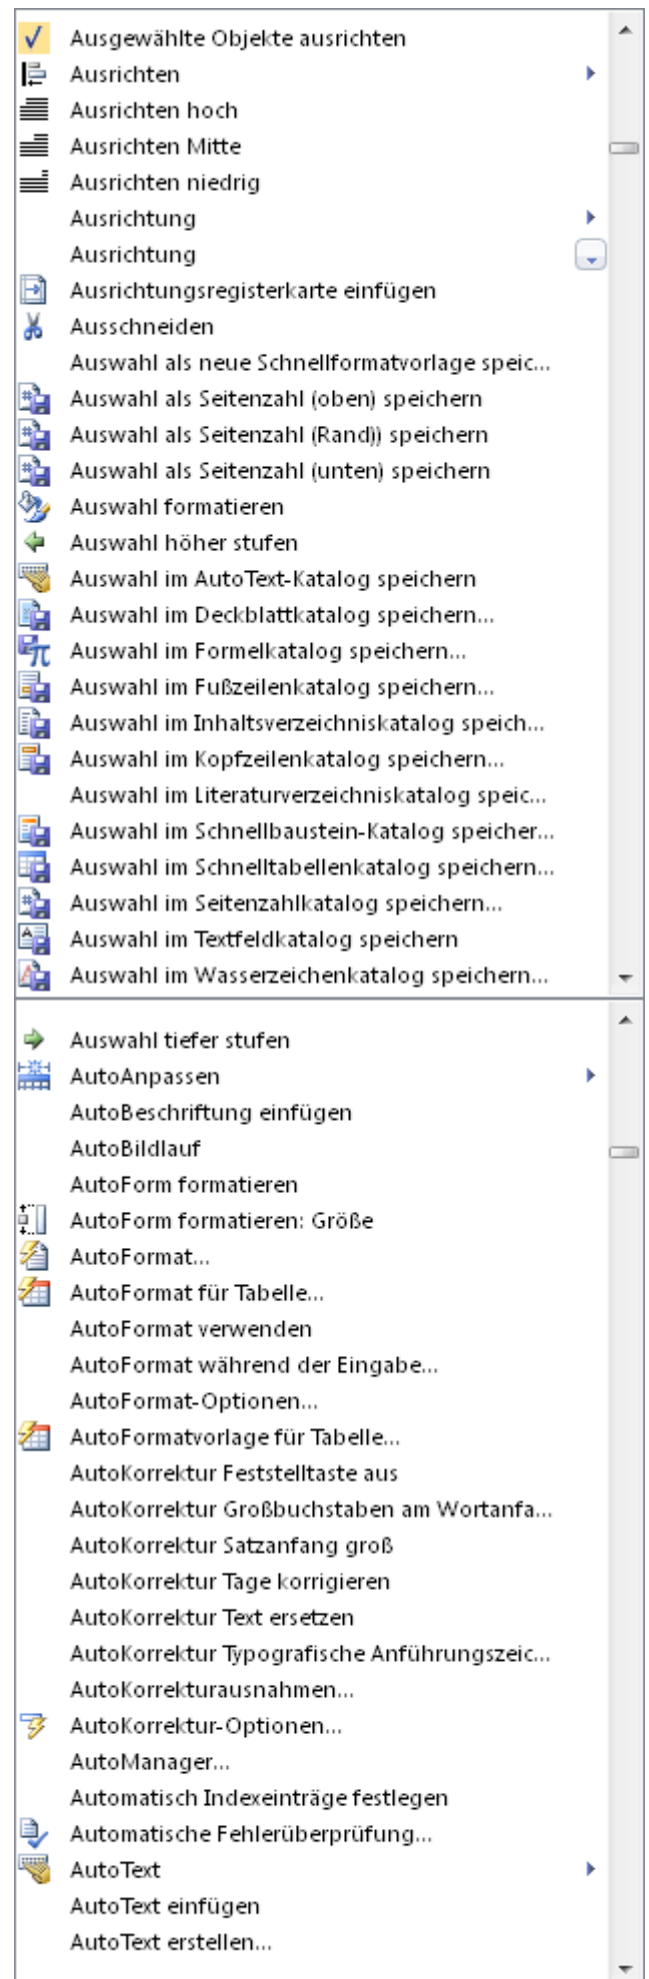 Ausgewählte Objekte ausrichten
Ausrichten
Ausrichten hoch
Ausrichten Mitte
Ausrichten niedrig
Ausrichtung
Ausrichtung
Ausrichtungsregisterkarte einfügen
Ausschneiden
Auswahl als neue Schnellformatvorlage speic...
Auswahl als Seitenzahl (oben) speichern
Auswahl als Seitenzahl (Rand)) speichern
Auswahl als Seitenzahl (unten) speichern
Auswahl formatieren
Auswahl höher stufen
Auswahl im AutoText-Katalog speichern
Auswahl im Deckblattkatalog speichern...
Auswahl im Formelkatalog speichern...
Auswahl im Fußzeilenkatalog speichern...
Auswahl im Inhaltsverzeichniskatalog speich...
Auswahl im Kopfzeilenkatalog speichern...
Auswahl im Literaturverzeichniskatalog speic...
Auswahl im Schnellbaustein-Katalog speicher...
Auswahl im Schnelltabellenkatalog speichern...
Auswahl im Seitenzahlkatalog speichern...
Auswahl im Textfeldkatalog speichern
Auswahl im Wasserzeichenkatalog speichern...
Auswahl tiefer stufen
AutoAnpassen
AutoBeschriftung einfügen
AutoBildlauf
AutoForm formatieren
AutoForm formatieren: Größe
AutoFormat...
AutoFormat für Tabelle...
AutoFormat verwenden
AutoFormat während der Eingabe...
AutoFormat-Optionen...
AutoFormatvorlage für Tabelle...
AutoKorrektur Feststelltaste aus
AutoKorrektur Großbuchstaben am Wortanfa...
AutoKorrektur Satzanfang groß
AutoKorrektur Tage korrigieren
AutoKorrektur Text ersetzen
AutoKorrektur Typografische Anführungszeic...
AutoKorrekturausnahmen...
AutoKorrektur-Optionen...
AutoManager...
Automatisch Indexeinträge festlegen
Automatische Fehlerüberprüfung...
AutoText
AutoText einfügen
AutoText erstellen...